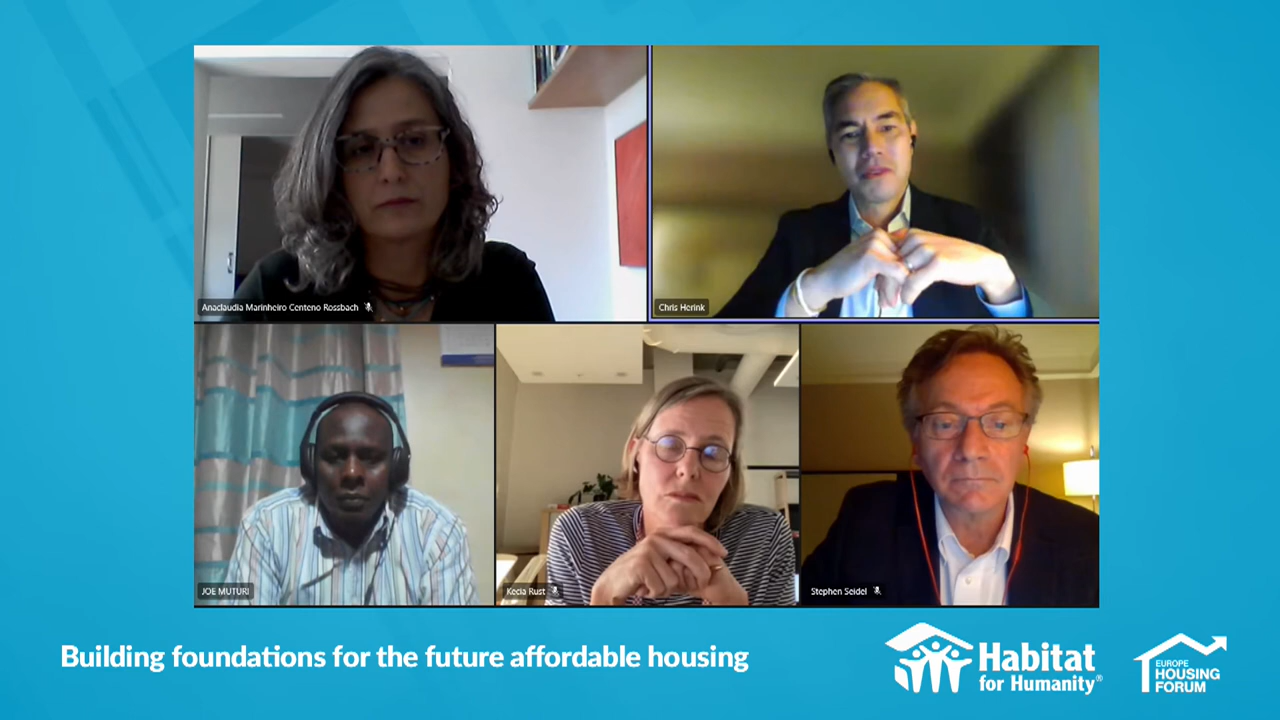 Anaclaudia Marinheiro Centeno Rossbach
Chris Herink
JOE MUTURI
Kecia Rust
Stephen Seidel
Building foundations for the future affordable housing
Habitat
for Humanity®
EUROPE
HOUSING
FORUM